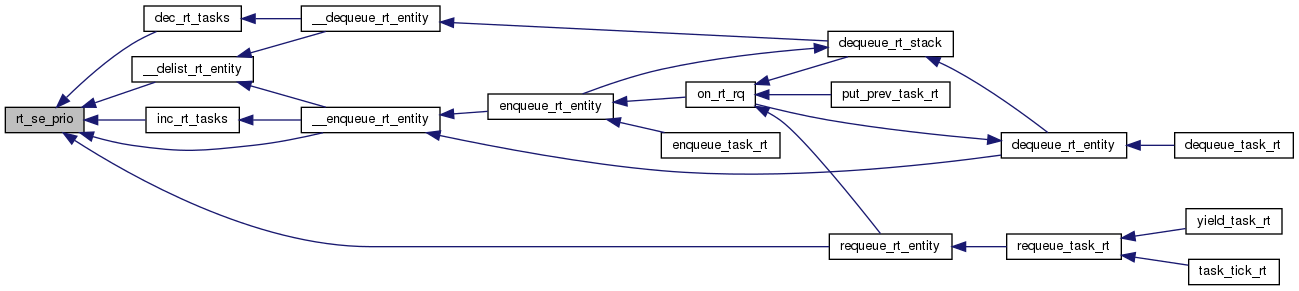 rt_se_prio
dec_rt_tasks
__delist_rt_entity
inc_rt_tasks
__dequeue_rt_entity
__enqueue_rt_entity
enqueue_rt_entity
on_rt_rq
enqueue_task_rt
dequeue_rt_stack
put_prev_task_rt
requeue_rt_entity
dequeue_rt_entity
requeue_task_rt
dequeue_task_rt
yield_task_rt
task_tick_rt